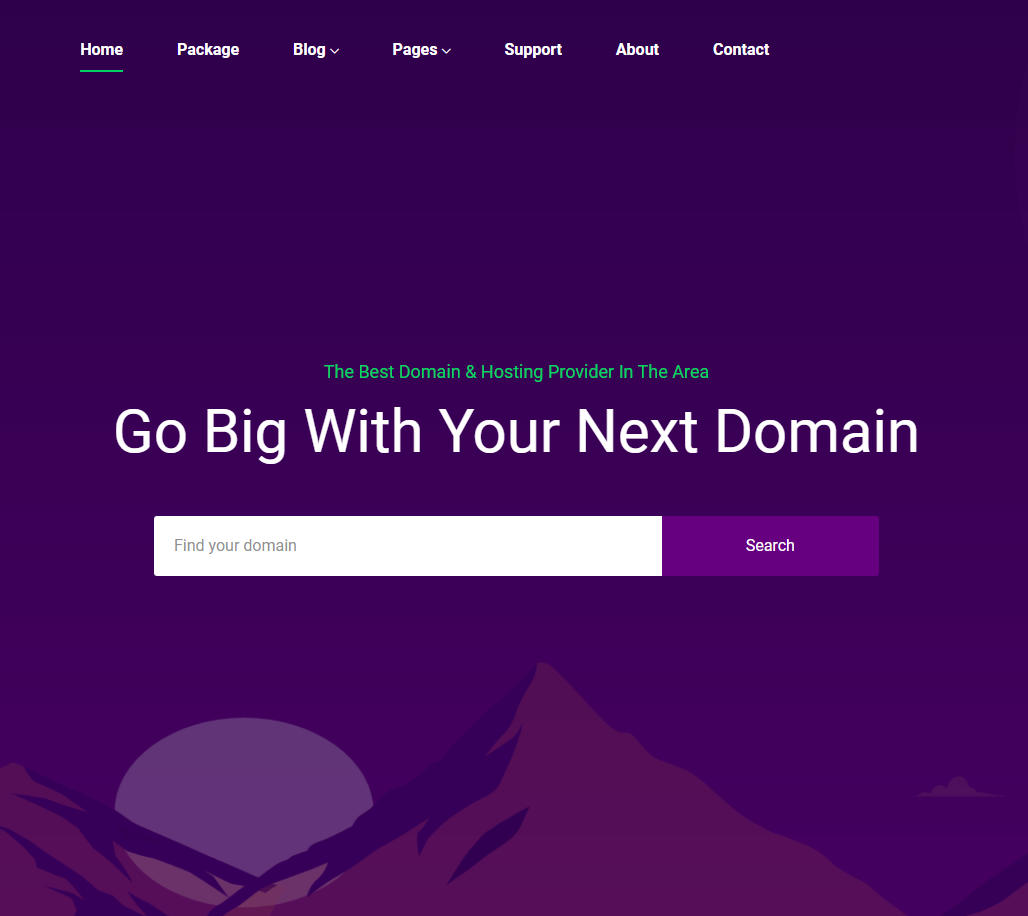 Home Package Blog Pages Support About Contact
The Best Domain & Hosting Provider In The Area
Go Big With Your Next Domain
Find your domain Search